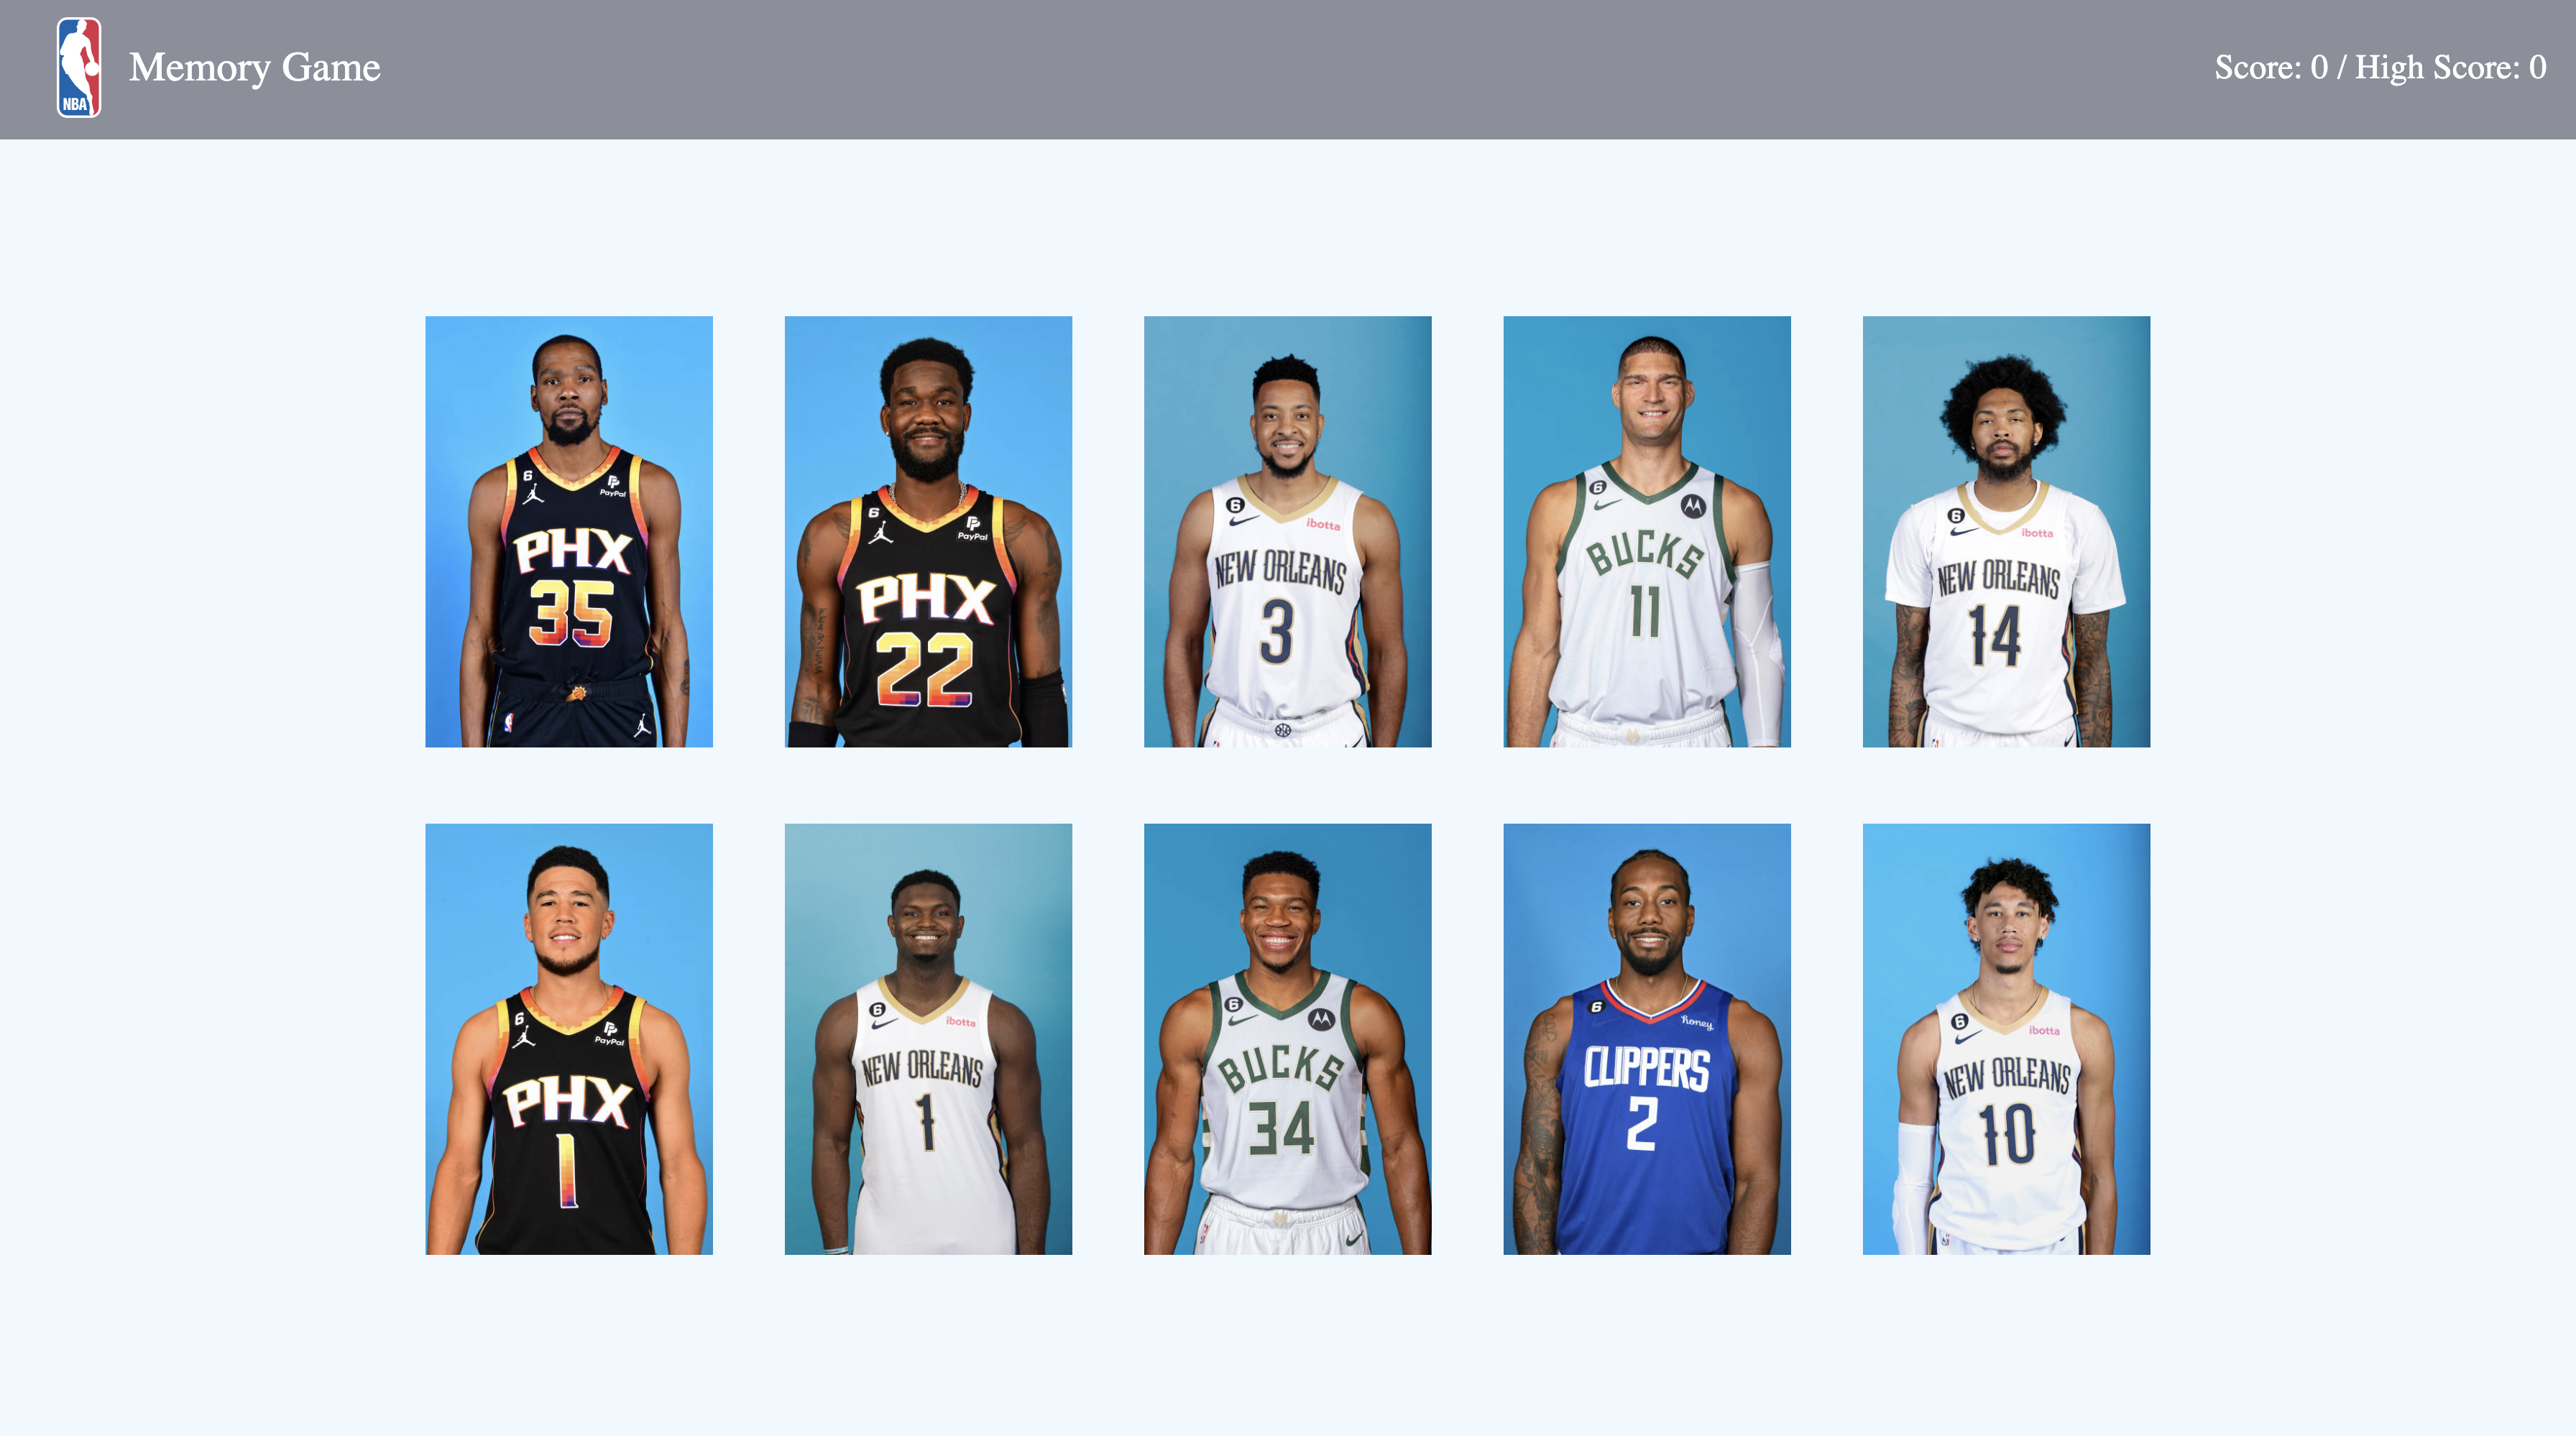 NBA
Memory Game
Score: 0 / High Score: 0
6
PayPal
PHX
35
6
PayPal
PHX
22
6
ibotta
NEW ORLEANS
3
6
BUCKS
11
6
ibotta
NEW ORLEANS
14
6
PayPal
PHX
1
6
ibotta
NEW ORLEANS
1
6
BUCKS
34
6
honey
CLIPPERS
2
6
ibotta
NEW ORLEANS
10